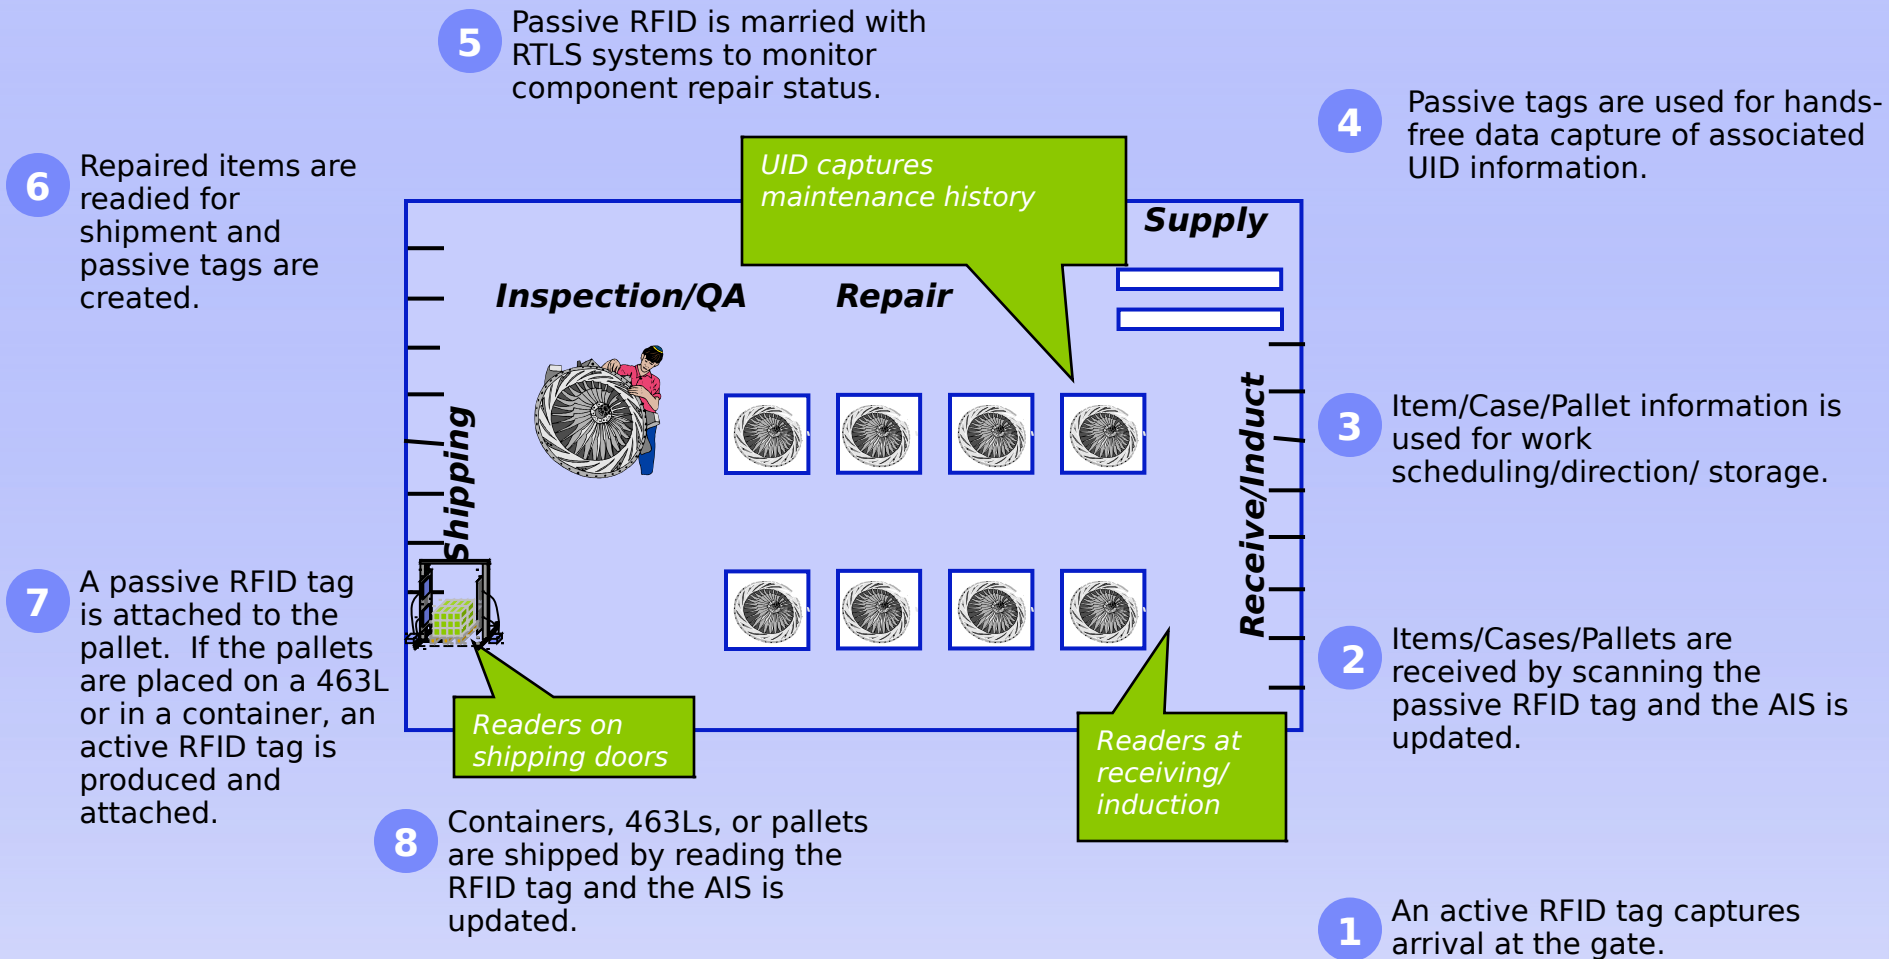 5
Passive RFID is married with
RTLS systems to monitor
component repair status.
4
Passive tags are used for hands-
free data capture of associated
UID information.
6
Repaired items are
readied for
shipment and
passive tags are
created.
UID captures
maintenance history
Supply
Inspection/QA
Repair
Shipping
Receive/Induct
3
Item/Case/Pallet information is
used for work
scheduling/direction/ storage.
7
A passive RFID tag
is attached to the
pallet.  If the pallets
are placed on a 463L
or in a container, an
active RFID tag is
produced and
attached.
2
Items/Cases/Pallets are
received by scanning the
passive RFID tag and the AIS is
updated.
Readers on
shipping doors
Readers at
receiving/
induction
8
Containers, 463Ls, or pallets
are shipped by reading the
RFID tag and the AIS is
updated.
1
An active RFID tag captures
arrival at the gate.